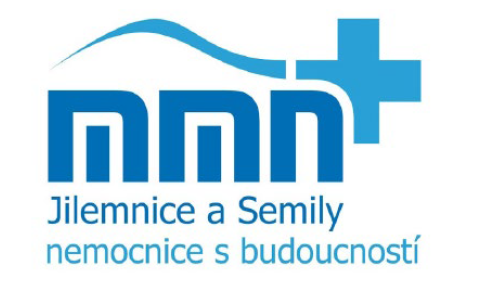 mmn
Jilemnice a Semily
nemocnice s budoucností